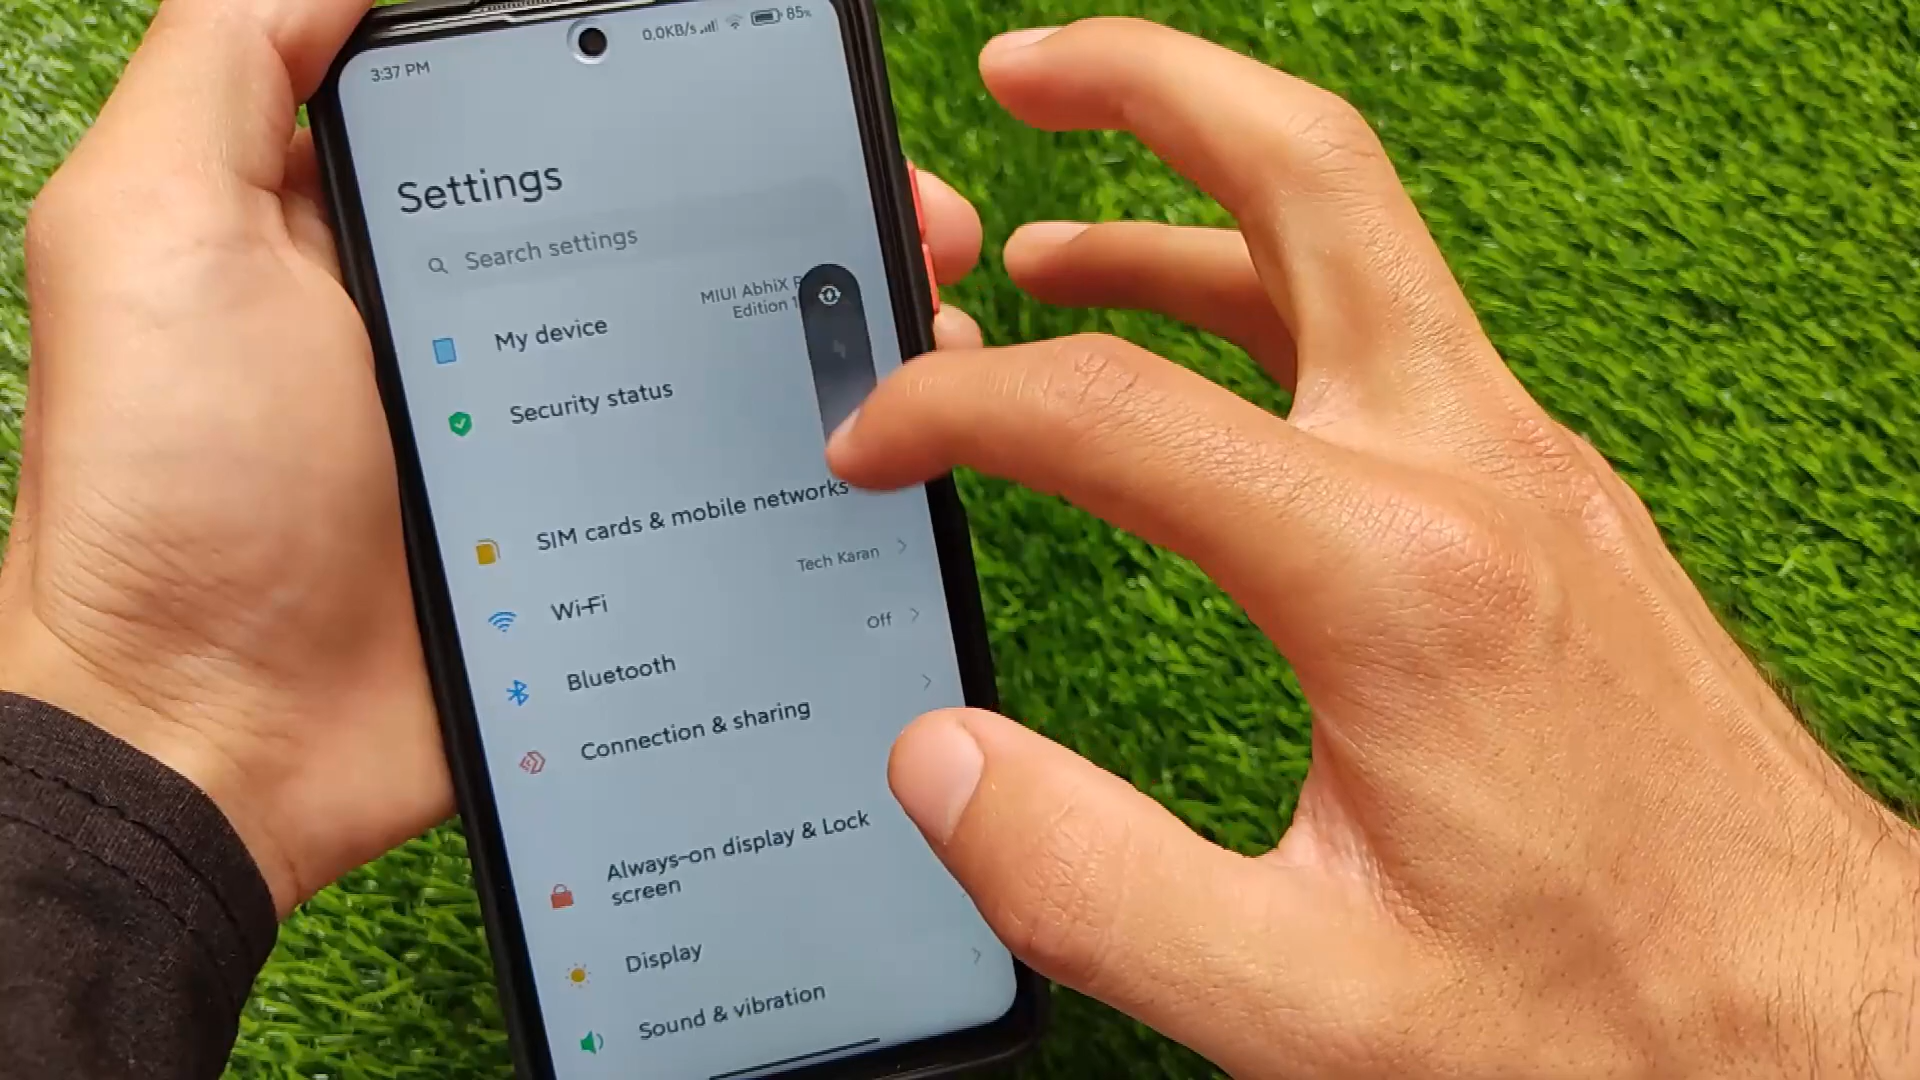 3:37 PM
0.0KB/s
85%
Settings
Search settings
My device
MIUI AbhiX
Edition
Security status
SIM cards & mobile networks
Wi-Fi
Tech Karan
Bluetooth
Off
Connection & sharing
Always-on display & Lock
screen
Display
Sound & vibration